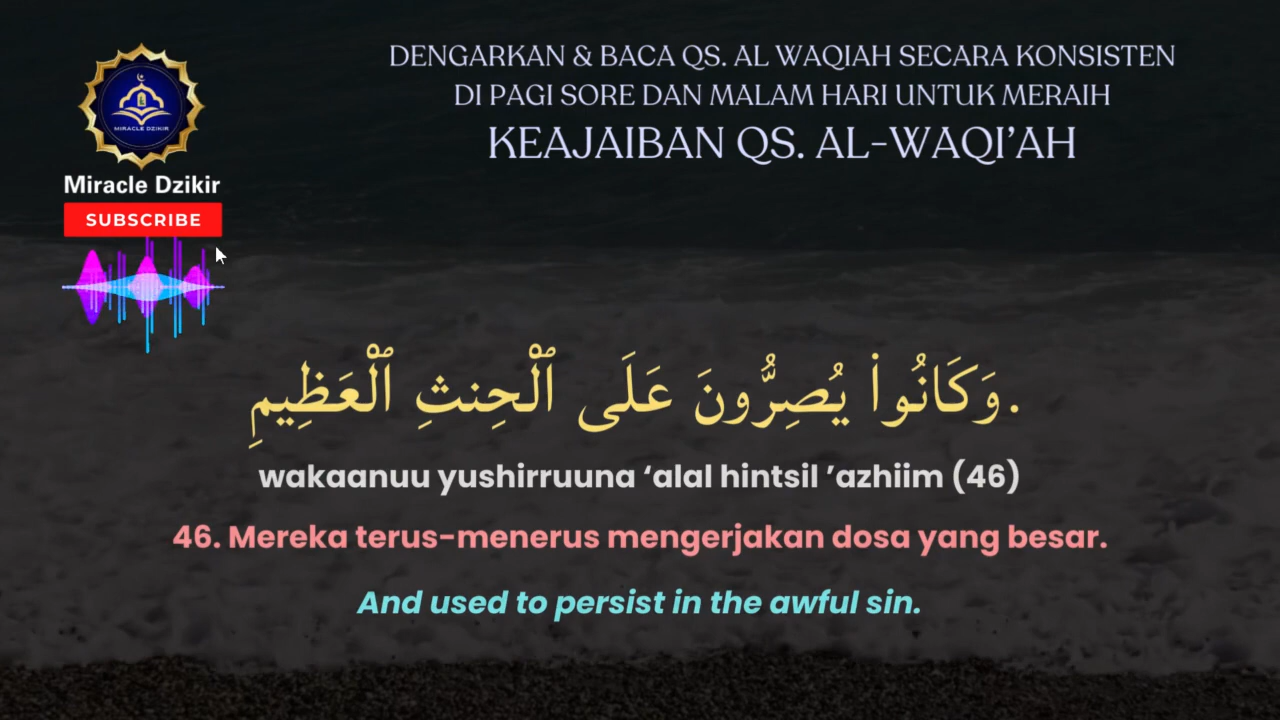 DENGARKAN & BACA QS. AL WAQIAH SECARA KONSISTEN
DI PAGI SORE DAN MALAM HARI UNTUK MERAIH
KEAJAIBAN QS. AL-WAQI'AH
MIRACLE DZIKIR
Miracle Dzikir
SUBSCRIBE
وَكَانُوا۟ يُصِرُّونَ عَلَى ٱلْحِنثِ ٱلْعَظِيمِ.
wakaanuu yushirruuna ‘alal hintsil ’azhiim (46)
46. Mereka terus-menerus mengerjakan dosa yang besar.
And used to persist in the awful sin.